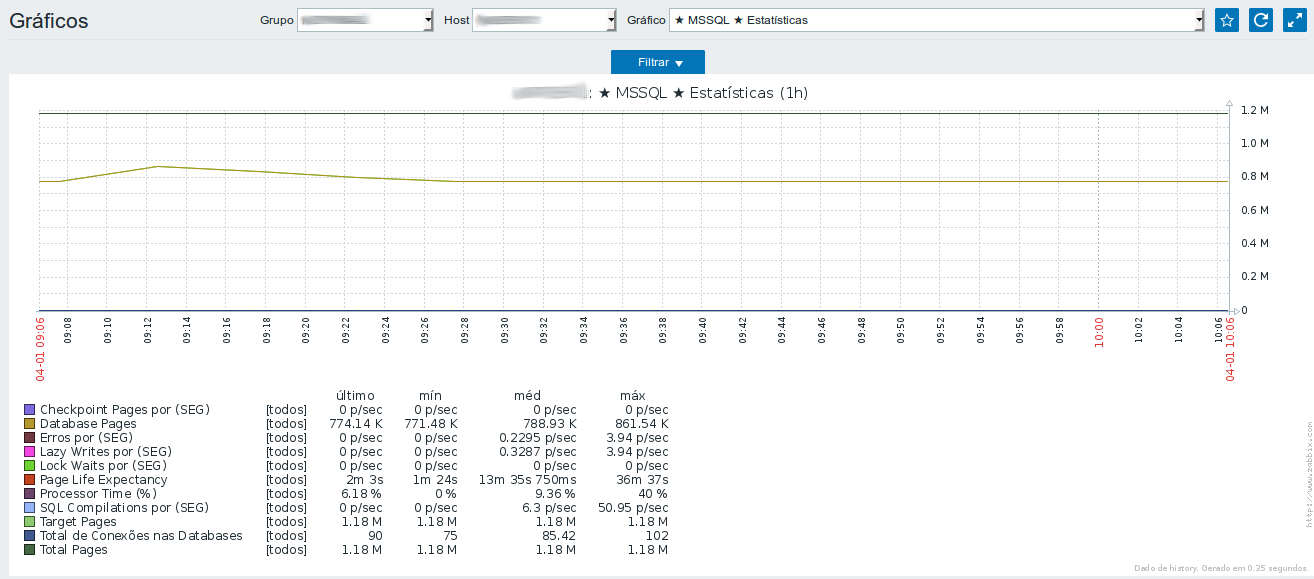 Gráficos Grupo Host Gráfico ★ MSSQL ★ Estatísticas
Filtrar ▼
: ★ MSSQL ★ Estatísticas (1h)
1.2 M
1.0 M
0.8 M
0.6 M
0.4 M
0.2 M
0
04-01 09:06 09:08 09:10 09:12 09:14 09:16 09:18 09:20 09:22 09:24 09:26 09:28 09:30 09:32 09:34 09:36 09:38 09:40 09:42 09:44 09:46 09:48 09:50 09:52 09:54 09:56 09:58 10:00 10:02 10:04 10:06 04-01 10:06
último mín méd máx
Checkpoint Pages por (SEG) [todos] 0 p/sec 0 p/sec 0 p/sec 0 p/sec
Database Pages [todos] 774.14 K 771.48 K 788.93 K 861.54 K
Erros por (SEG) [todos] 0 p/sec 0 p/sec 0.2295 p/sec 3.94 p/sec
Lazy Writes por (SEG) [todos] 0 p/sec 0 p/sec 0.3287 p/sec 3.94 p/sec
Lock Waits por (SEG) [todos] 0 p/sec 0 p/sec 0 p/sec 0 p/sec
Page Life Expectancy [todos] 2m 3s 1m 24s 13m 35s 750ms 36m 37s
Processor Time (%) [todos] 6.18 % 0 % 9.36 % 40 %
SQL Compilations por (SEG) [todos] 0 p/sec 0 p/sec 6.3 p/sec 50.95 p/sec
Target Pages [todos] 1.18 M 1.18 M 1.18 M 1.18 M
Total de Conexões nas Databases [todos] 90 75 85.42 102
Total Pages [todos] 1.18 M 1.18 M 1.18 M 1.18 M
http://www.zabbix.com
Dado de history. Gerado em 0.35 segundos.